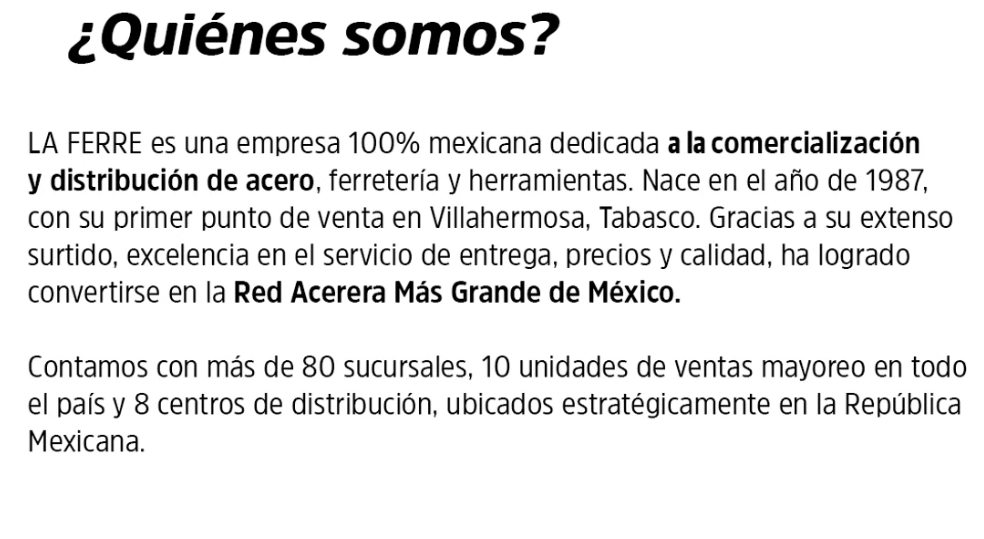 ¿Quiénes somos?
LA FERRE es una empresa 100% mexicana dedicada a la comercialización
y distribución de acero, ferretería y herramientas. Nace en el año de 1987,
con su primer punto de venta en Villahermosa, Tabasco. Gracias a su extenso
surtido, excelencia en el servicio de entrega, precios y calidad, ha logrado
convertirse en la Red Acerera Más Grande de México.
Contamos con más de 80 sucursales, 10 unidades de ventas mayoreo en todo
el país y 8 centros de distribución, ubicados estratégicamente en la República
Mexicana.